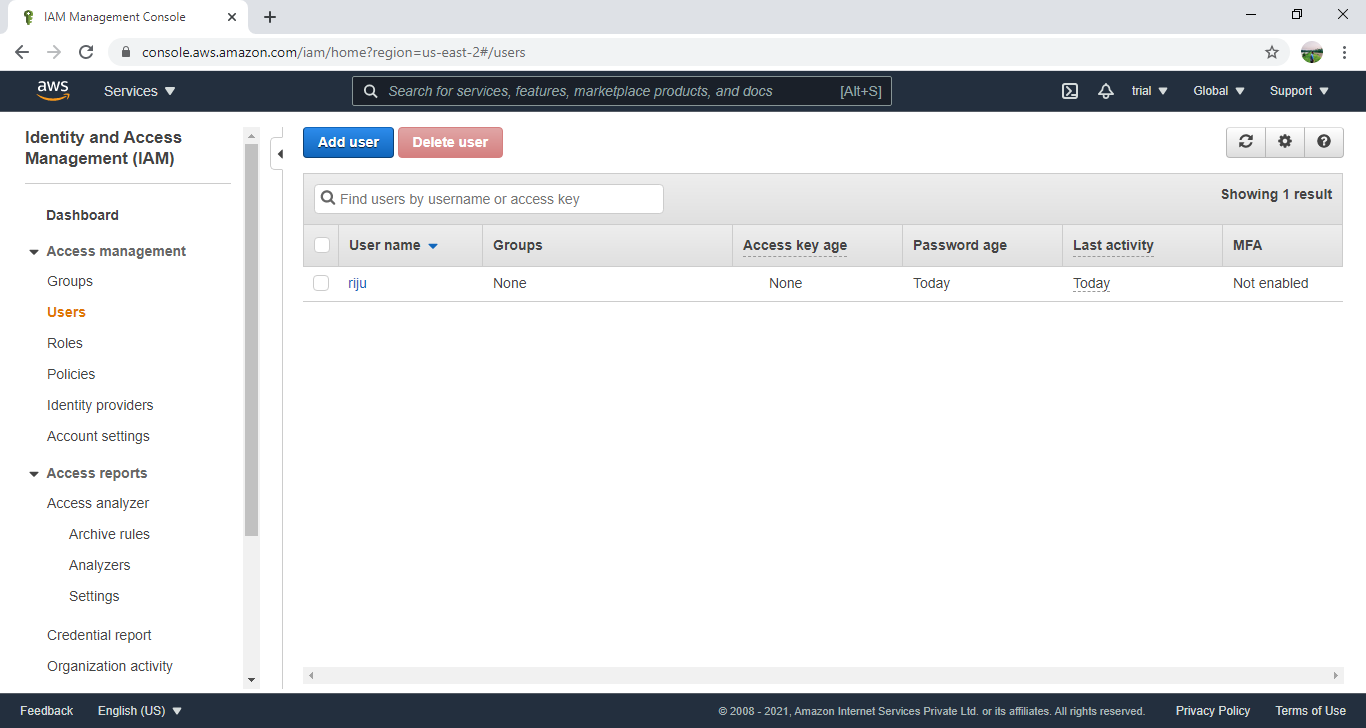 IAM Management Console
console.aws.amazon.com/iam/home?region=us-east-2#/users
aws
Services
Search for services, features, marketplace products, and docs
[Alt+S]
trial
Global
Support
Identity and Access
Management (IAM)
Dashboard
Access management
Groups
Users
Roles
Policies
Identity providers
Account settings
Access reports
Access analyzer
Archive rules
Analyzers
Settings
Credential report
Organization activity
Add user
Delete user
Find users by username or access key
Showing 1 result
User name Groups Access key age Password age Last activity MFA
riju None None Today Today Not enabled
Feedback
English (US)
© 2008 - 2021, Amazon Internet Services Private Ltd. or its affiliates. All rights reserved.
Privacy Policy
Terms of Use